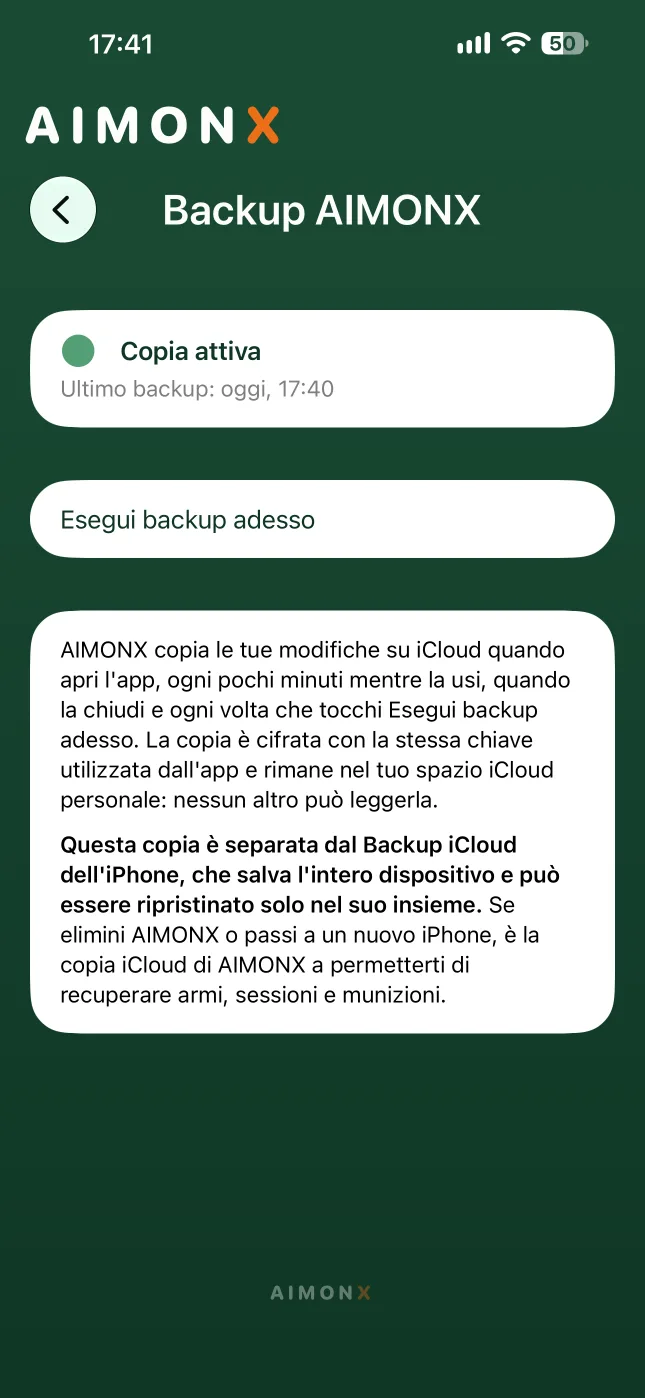 17:41
50
AIMONX
Backup AIMONX
Copia attiva
Ultimo backup: oggi, 17:40
Esegui backup adesso
AIMONX copia le tue modifiche su iCloud quando
apri l'app, ogni pochi minuti mentre la usi, quando
la chiudi e ogni volta che tocchi Esegui backup
adesso. La copia è cifrata con la stessa chiave
utilizzata dall'app e rimane nel tuo spazio iCloud
personale: nessun altro può leggerla.
Questa copia è separata dal Backup iCloud
dell'iPhone, che salva l'intero dispositivo e può
essere ripristinato solo nel suo insieme. Se
elimini AIMONX o passi a un nuovo iPhone, è la
copia iCloud di AIMONX a permetterti di
recuperare armi, sessioni e munizioni.
AIMONX